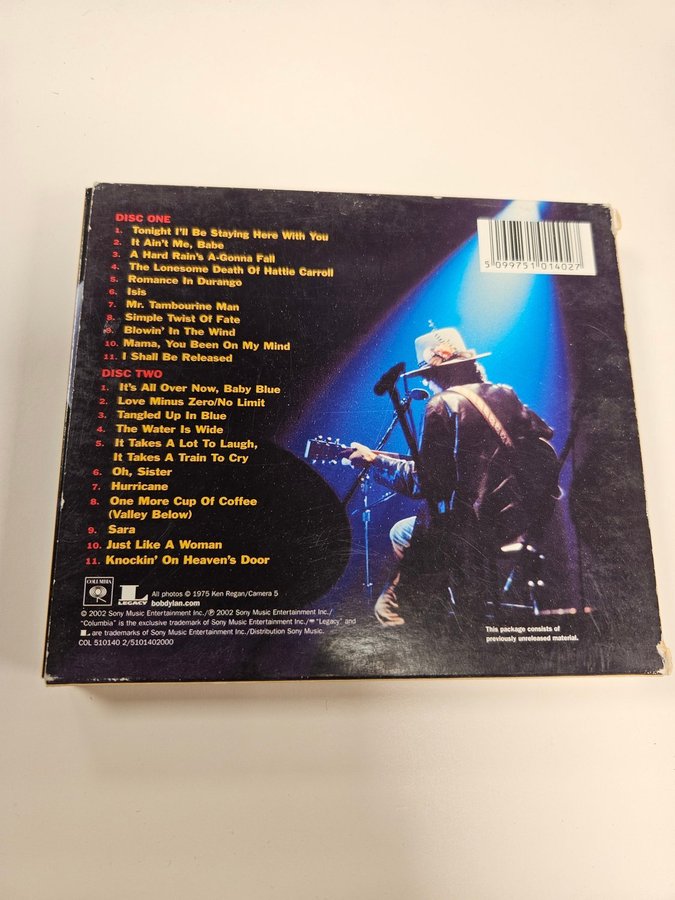 DISC ONE
1. Tonight I'll Be Staying Here With You
2. It Ain't Me, Babe
3. A Hard Rain's A-Gonna Fall
4. The Lonesome Death Of Hattie Carroll
5. Romance In Durango
6. Isis
7. Mr. Tambourine Man
8. Simple Twist Of Fate
9. Blowin' In The Wind
10. Mama, You Been On My Mind
11. I Shall Be Released
DISC TWO
1. It's All Over Now, Baby Blue
2. Love Minus Zero/No Limit
3. Tangled Up In Blue
4. The Water Is Wide
5. It Takes A Lot To Laugh,
It Takes A Train To Cry
6. Oh, Sister
7. Hurricane
8. One More Cup Of Coffee
(Valley Below)
9. Sara
10. Just Like A Woman
11. Knockin' On Heaven's Door
5 099751 014027
COLUMBIA
L
LEGACY
All photos © 1975 Ken Regan/Camera 5
bobdylan.com
© 2002 Sony Music Entertainment Inc./℗ 2002 Sony Music Entertainment Inc./
"Columbia" is the exclusive trademark of Sony Music Entertainment Inc./ "Legacy" and
L are trademarks of Sony Music Entertainment Inc./Distribution Sony Music.
COL 510140 2/5101402000
This package consists of
previously unreleased material.